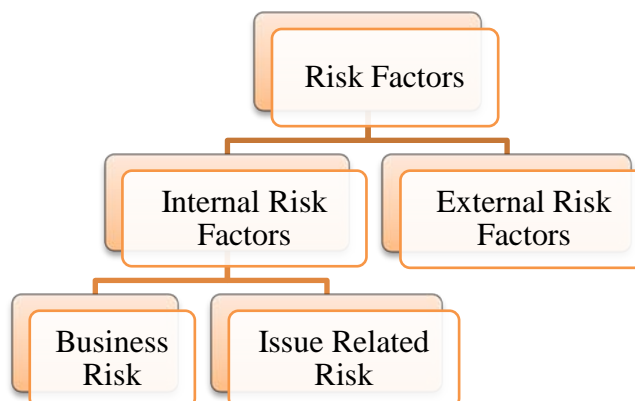 Risk Factors
Internal Risk
Factors
External Risk
Factors
Business
Risk
Issue Related
Risk